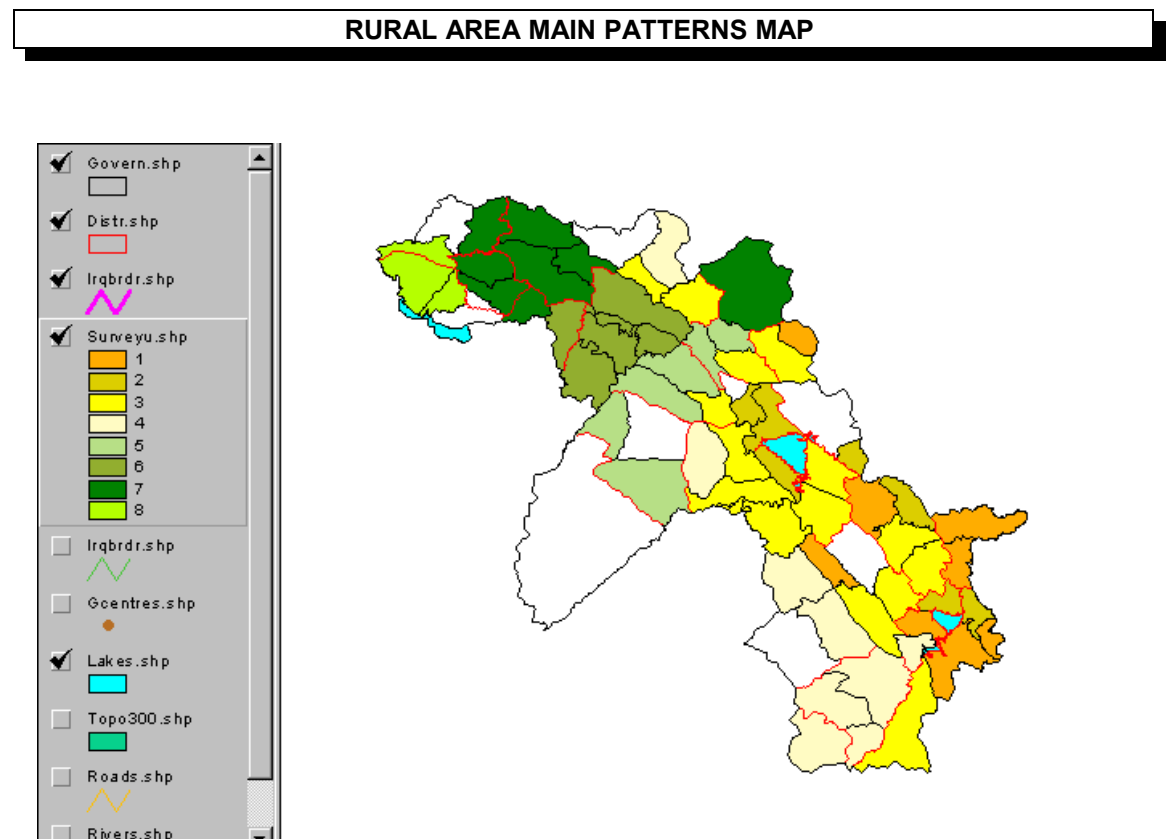 RURAL AREA MAIN PATTERNS MAP
Govern.shp
Distr.shp
Irqbrdr.shp
Surveyu.shp
1
2
3
4
5
6
7
8
Irqbrdr.shp
Gcentres.shp
Lakes.shp
Topo300.shp
Roads.shp
Rivers.shp